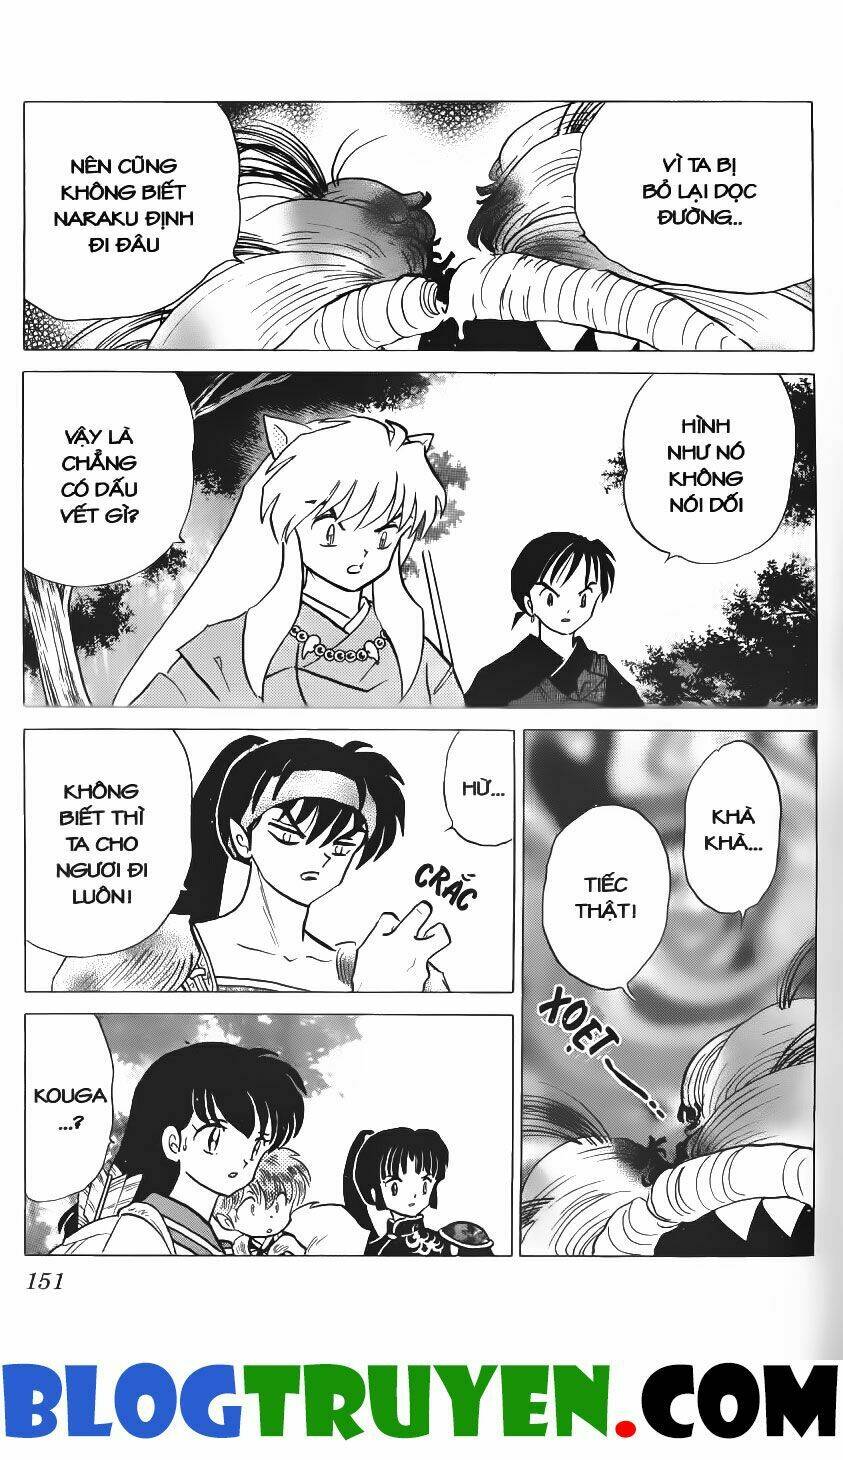 VÌ TA BỊ
BỎ LẠI DỌC
ĐƯỜNG..
NÊN CŨNG
KHÔNG BIẾT
NARAKU ĐỊNH
ĐI ĐÂU
HÌNH
NHƯ NÓ
KHÔNG
NÓI DỐI
VẬY LÀ
CHẲNG
CÓ DẤU
VẾT GÌ?
KHÀ
KHÀ...
TIẾC
THẬT!
XOẸT
HỪ...
KHÔNG
BIẾT THÌ
TA CHO
NGƯƠI ĐI
LUÔN!
CRẮC
KOUGA
...?
151
BLOGTRUYEN.COM